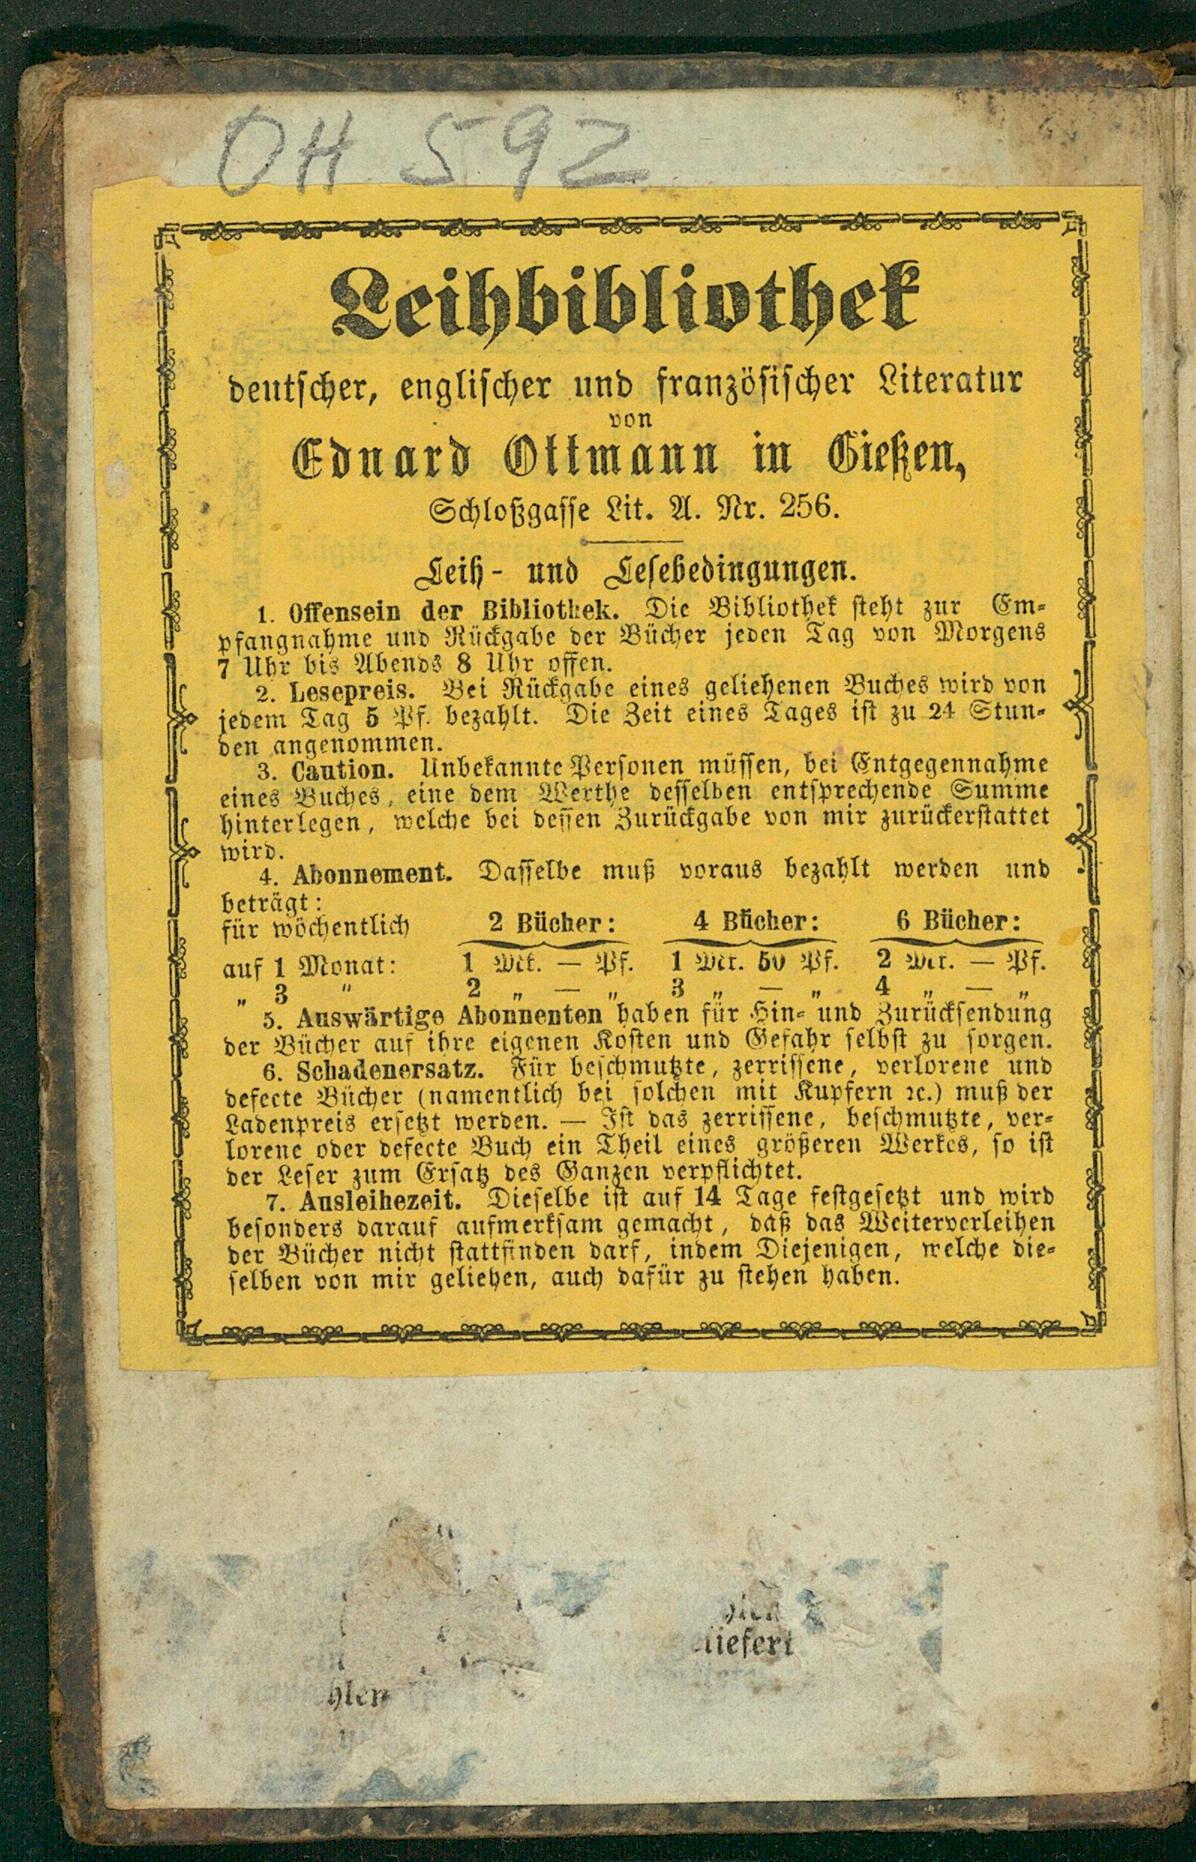 OH 592
Leihbibliothek
deutscher, englischer und französischer Literatur
von
Eduard Ottmann in Gießen,
Schloßgasse Lit. A. Nr. 256.
Leih- und Lesebedingungen.
1. Offensein der Bibliothek. Die Bibliothek steht zur Em-
pfangnahme und Rückgabe der Bücher jeden Tag von Morgens
7 Uhr bis Abends 8 Uhr offen.
2. Lesepreis. Bei Rückgabe eines geliehenen Buches wird von
jedem Tag 5 Pf. bezahlt. Die Zeit eines Tages ist zu 24 Stun-
den angenommen.
3. Caution. Unbekannte Personen müssen, bei Entgegennahme
eines Buches, eine dem Werthe desselben entsprechende Summe
hinterlegen, welche bei dessen Zurückgabe von mir zurückerstattet
wird.
4. Abonnement. Dasselbe muß voraus bezahlt werden und
beträgt:
für wöchentlich 2 Bücher: 4 Bücher: 6 Bücher:
auf 1 Monat: 1 Mk. — Pf. 1 Mk. 50 Pf. 2 Mk. — Pf.
„ 3 " 2 „ — „ 3 „ — „ 4 „ — „
5. Auswärtige Abonnenten haben für Hin- und Zurücksendung
der Bücher auf ihre eigenen Kosten und Gefahr selbst zu sorgen.
6. Schadenersatz. Für beschmutzte, zerrissene, verlorene und
defecte Bücher (namentlich bei solchen mit Kupfern ꝛc.) muß der
Ladenpreis ersetzt werden. — Ist das zerrissene, beschmutzte, ver-
lorene oder defecte Buch ein Theil eines größeren Werkes, so ist
der Leser zum Ersatz des Ganzen verpflichtet.
7. Ausleihezeit. Dieselbe ist auf 14 Tage festgesetzt und wird
besonders darauf aufmerksam gemacht, daß das Weiterverleihen
der Bücher nicht stattfinden darf, indem Diejenigen, welche die-
selben von mir geliehen, auch dafür zu stehen haben.
liefert
hlen